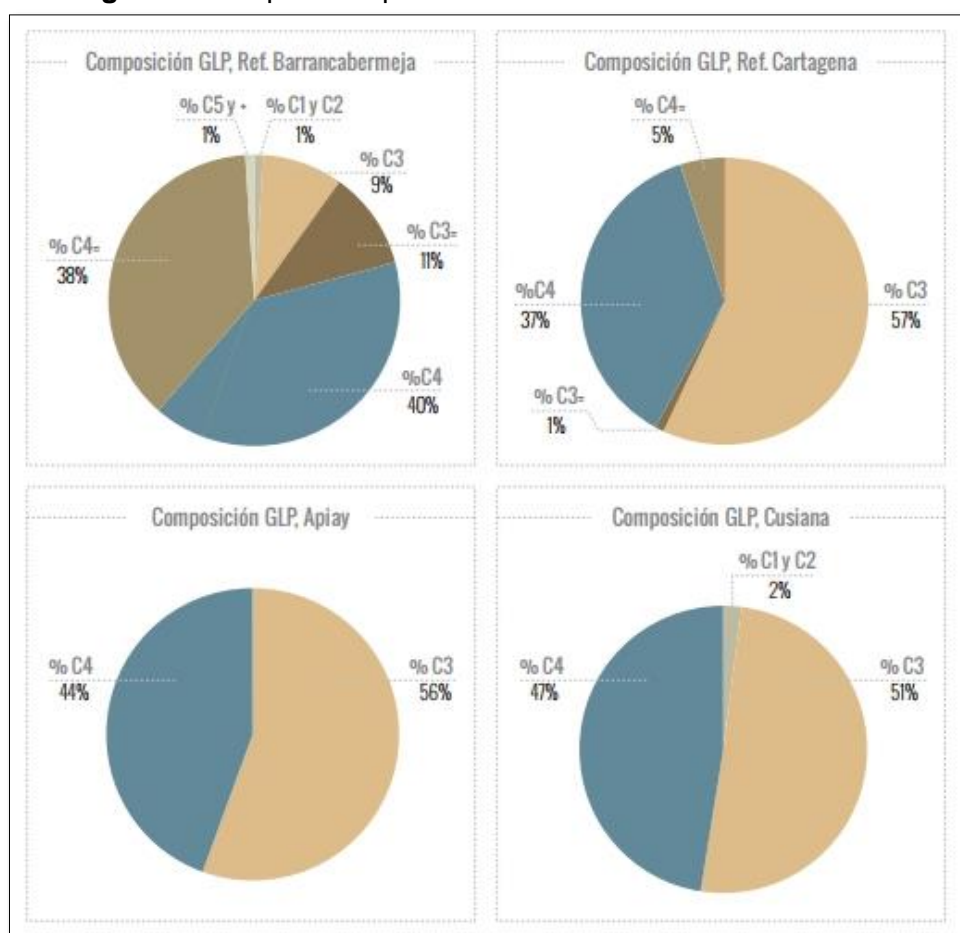 Composición GLP, Ref. Barrancabermeja
% C5 y +
1%
% C1 y C2
1%
% C3
9%
% C3=
11%
% C4=
38%
%C4
40%
Composición GLP, Ref. Cartagena
% C4=
5%
%C4
37%
% C3
57%
% C3=
1%
Composición GLP, Apiay
% C4
44%
% C3
56%
Composición GLP, Cusiana
% C1 y C2
2%
% C4
47%
% C3
51%